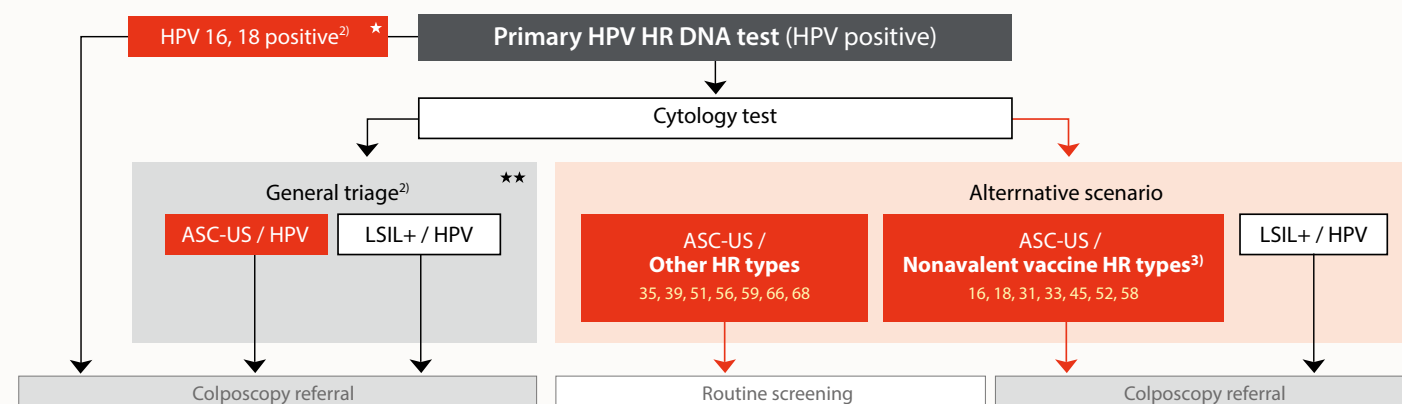 HPV 16, 18 positive2) ★
Primary HPV HR DNA test (HPV positive)
Cytology test
General triage2) ★★
ASC-US / HPV
LSIL+ / HPV
Alterrnative scenario
ASC-US /
Other HR types
35, 39, 51, 56, 59, 66, 68
ASC-US /
Nonavalent vaccine HR types3)
16, 18, 31, 33, 45, 52, 58
LSIL+ / HPV
Colposcopy referral
Routine screening
Colposcopy referral